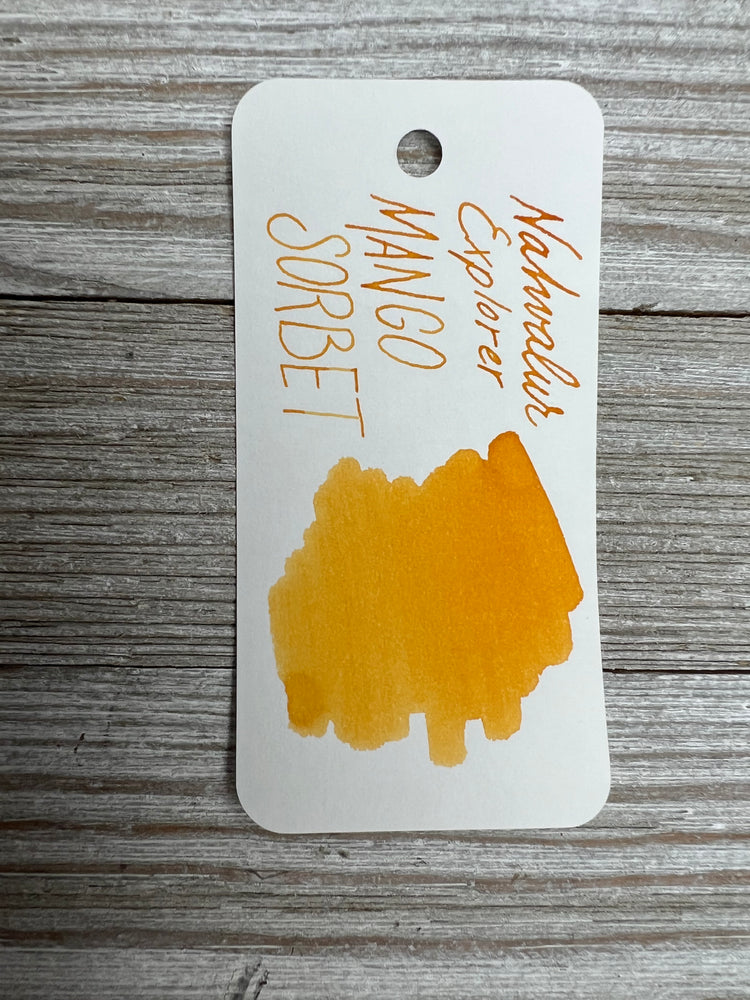 Nahvalur
Explorer
MANGO
SORBET